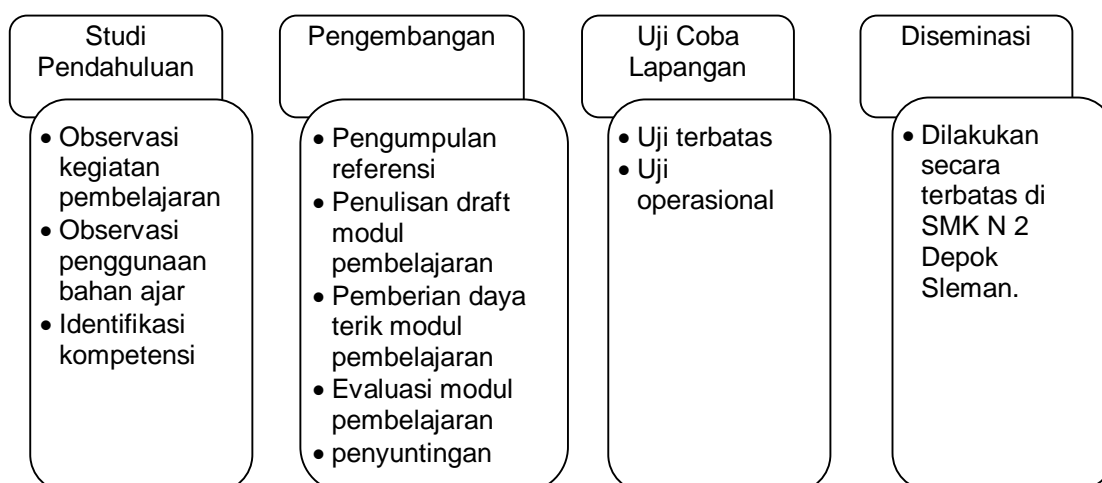 Studi
Pendahuluan
• Observasi
kegiatan
pembelajaran
• Observasi
penggunaan
bahan ajar
• Identifikasi
kompetensi
Pengembangan
• Pengumpulan
referensi
• Penulisan draft
modul
pembelajaran
• Pemberian daya
terik modul
pembelajaran
• Evaluasi modul
pembelajaran
• penyuntingan
Uji Coba
Lapangan
• Uji terbatas
• Uji
operasional
Diseminasi
• Dilakukan
secara
terbatas di
SMK N 2
Depok
Sleman.